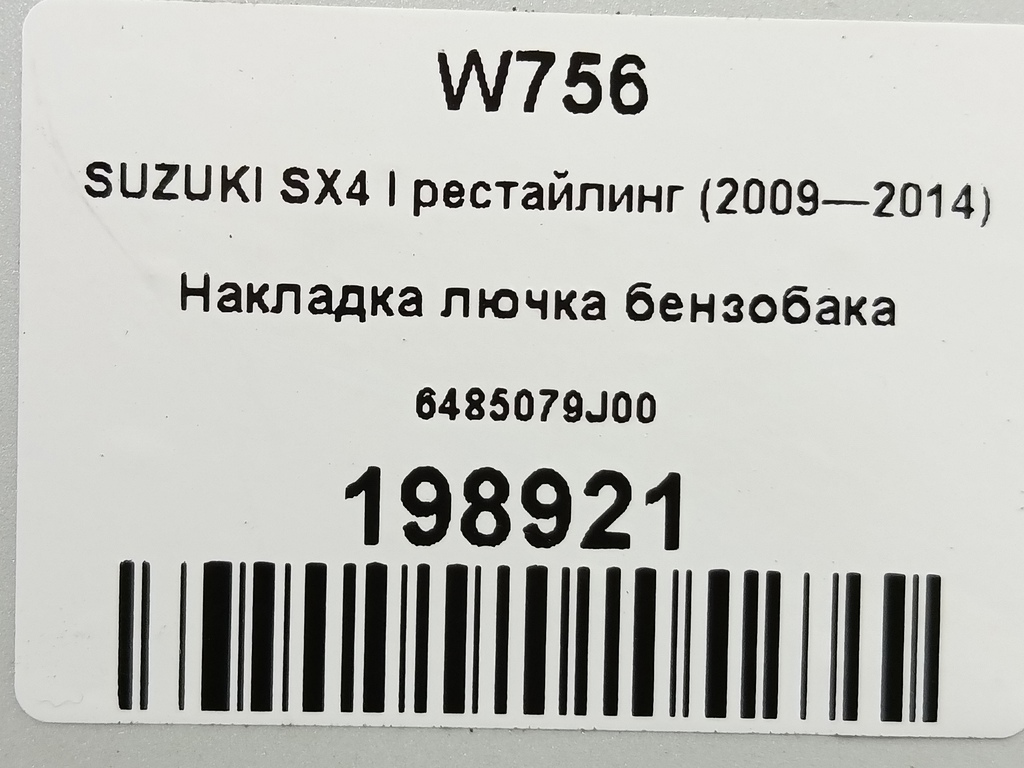 W756
SUZUKI SX4 I рестайлинг (2009—2014)
Накладка лючка бензобака
6485079J00
198921